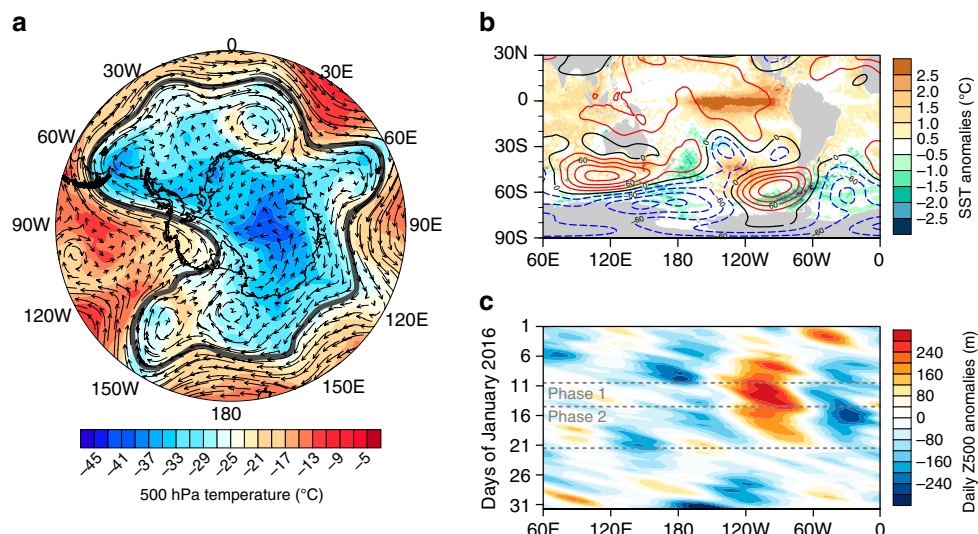 a
0
30W
30E
60W
60E
90W
90E
120W
120E
150W
150E
180
−45 −41 −37 −33 −29 −25 −21 −17 −13 −9 −5
500 hPa temperature (°C)
b
30N
0
30S
60S
90S
60E 120E 180 120W 60W 0
2.5
2.0
1.5
1.0
0.5
−0.5
−1.0
−1.5
−2.0
−2.5
SST anomalies (°C)
c
1
6
11
16
21
26
31
Days of January 2016
Phase 1
Phase 2
60E 120E 180 120W 60W 0
240
160
80
0
−80
−160
−240
Daily Z500 anomalies (m)